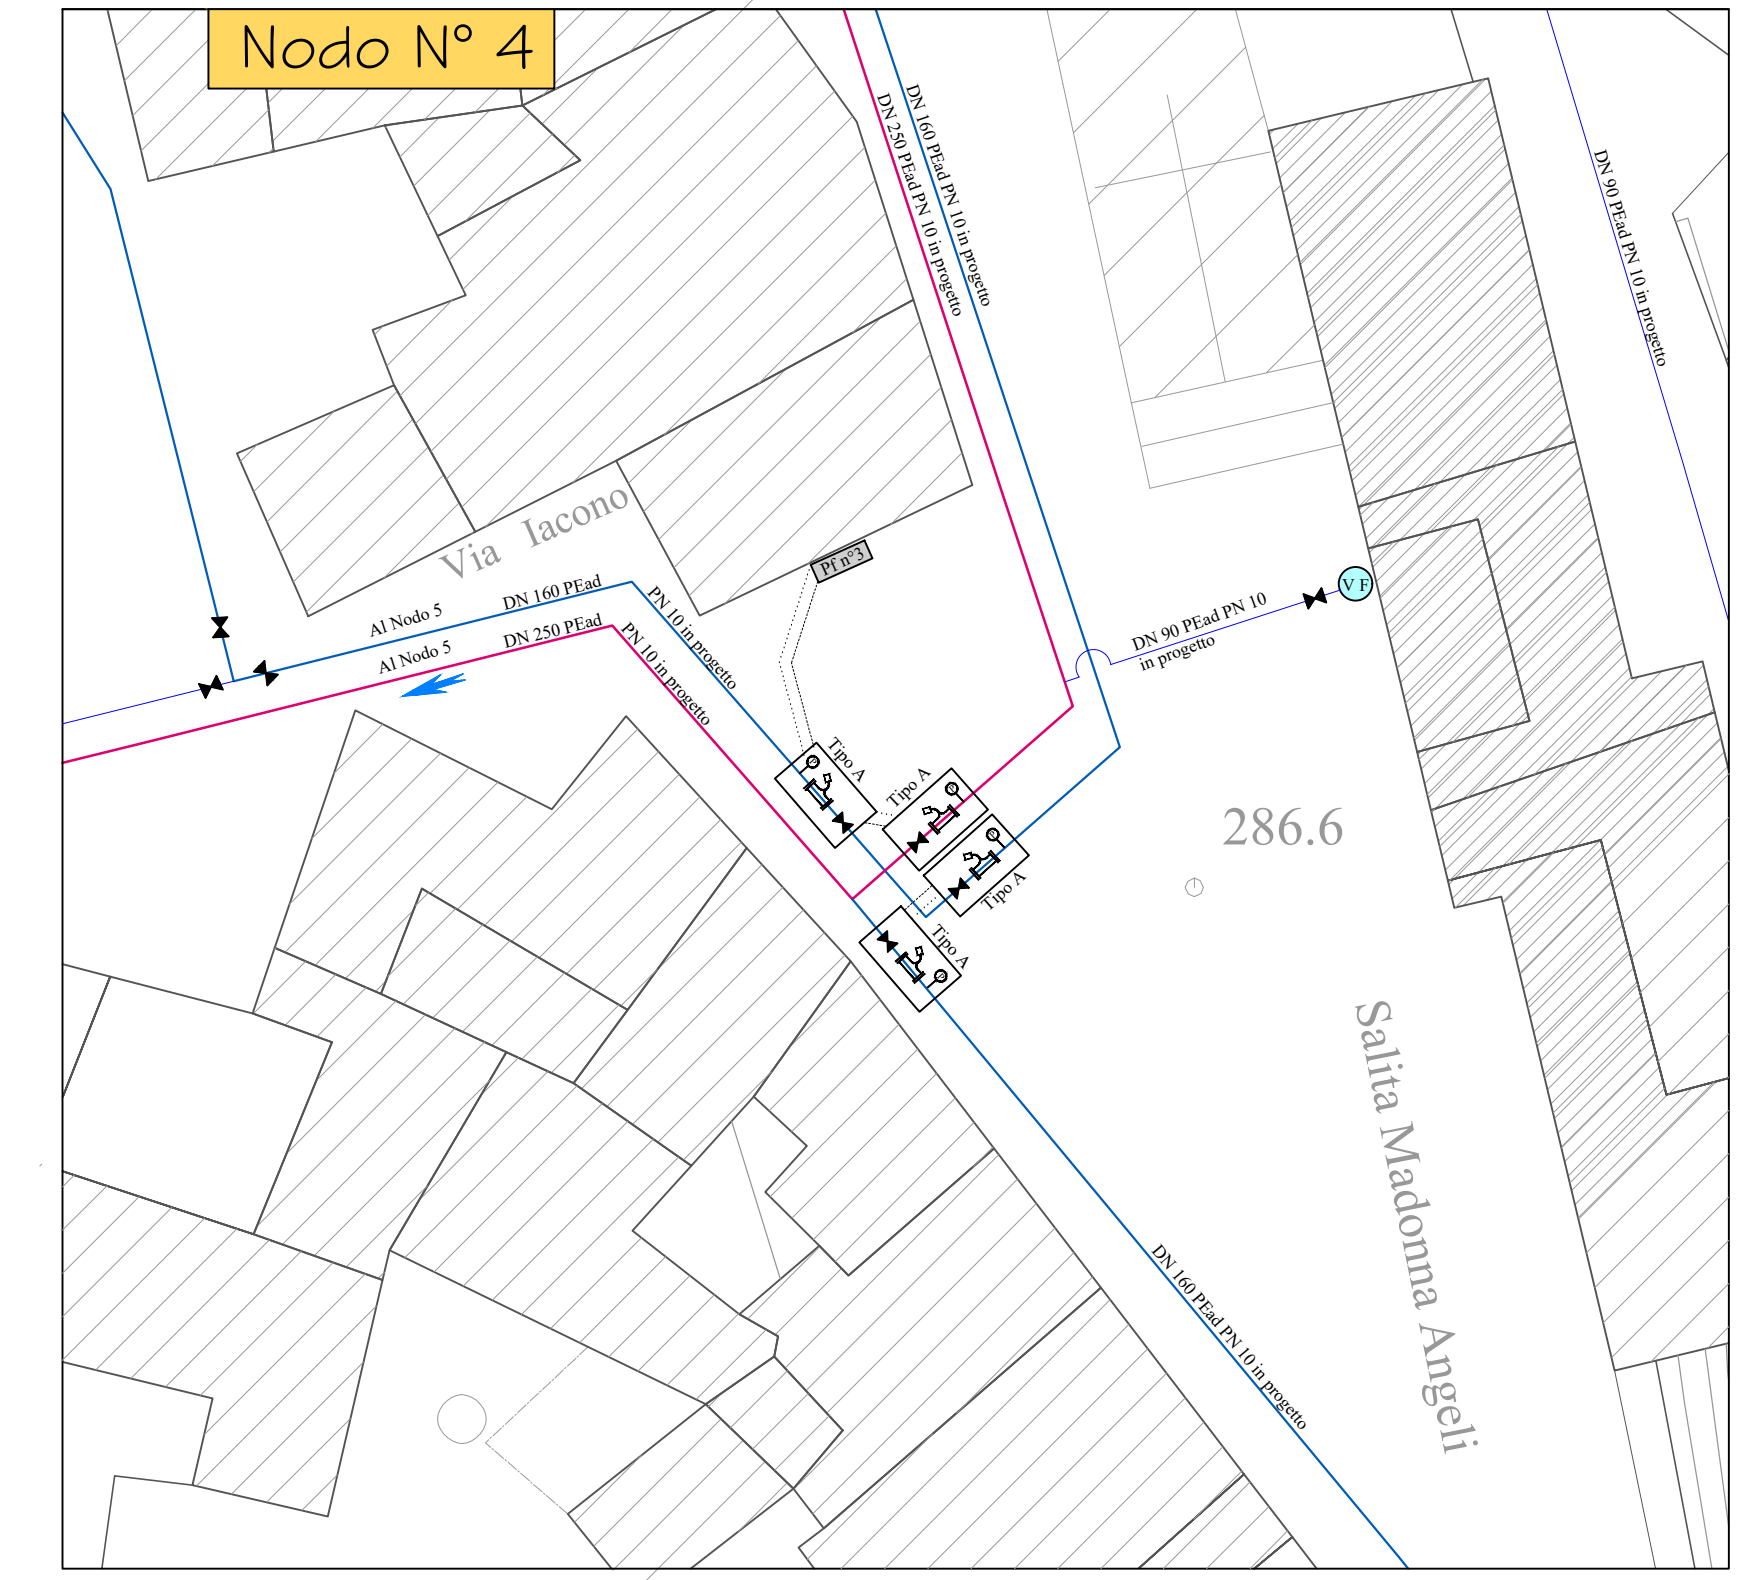 Nodo N° 4
DN 250 PEad PN 10 in progetto
DN 160 PEad PN 10 in progetto
DN 90 PEad PN 10 in progetto
Via Iacono
Pf n°3
V F
DN 90 PEad PN 10
in progetto
Al Nodo 5
DN 160 PEad
PN 10 in progetto
Al Nodo 5
DN 250 PEad
PN 10 in progetto
Tipo A
Tipo A
Tipo A
Tipo A
286.6
Salita Madonna Angeli
DN 160 PEad PN 10 in progetto